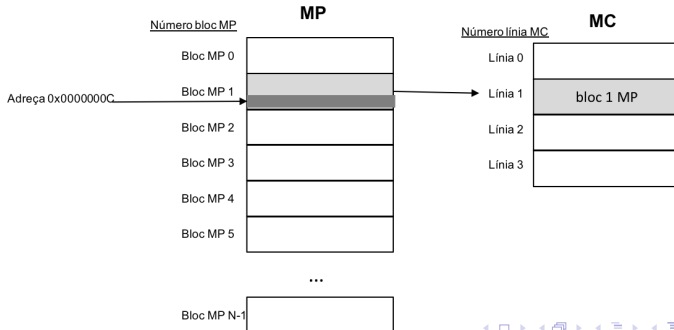 MP
Número bloc MP
Bloc MP 0
Bloc MP 1
Adreça 0x0000000C
Bloc MP 2
Bloc MP 3
Bloc MP 4
Bloc MP 5
...
Bloc MP N-1
MC
Número línia MC
Línia 0
Línia 1
bloc 1 MP
Línia 2
Línia 3